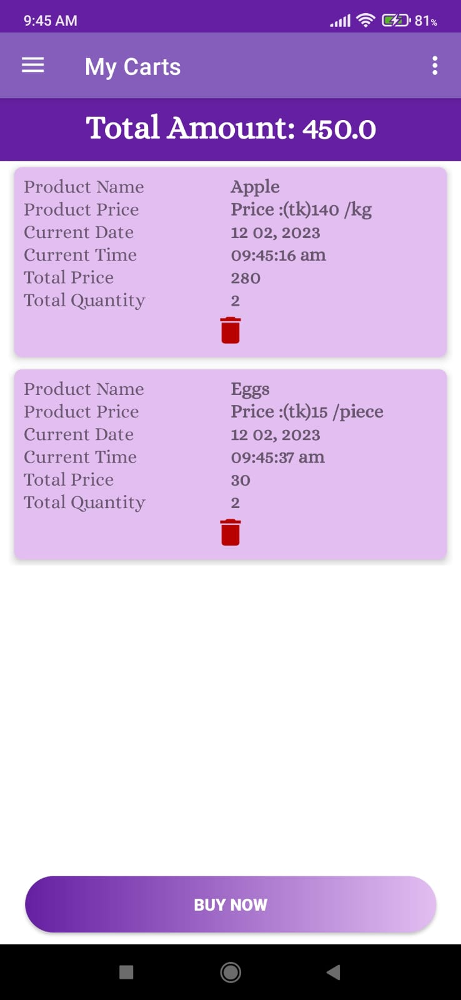 9:45 AM 81%
My Carts
Total Amount: 450.0
Product Name Apple
Product Price Price :(tk)140 /kg
Current Date 12 02, 2023
Current Time 09:45:16 am
Total Price 280
Total Quantity 2
Product Name Eggs
Product Price Price :(tk)15 /piece
Current Date 12 02, 2023
Current Time 09:45:37 am
Total Price 30
Total Quantity 2
BUY NOW